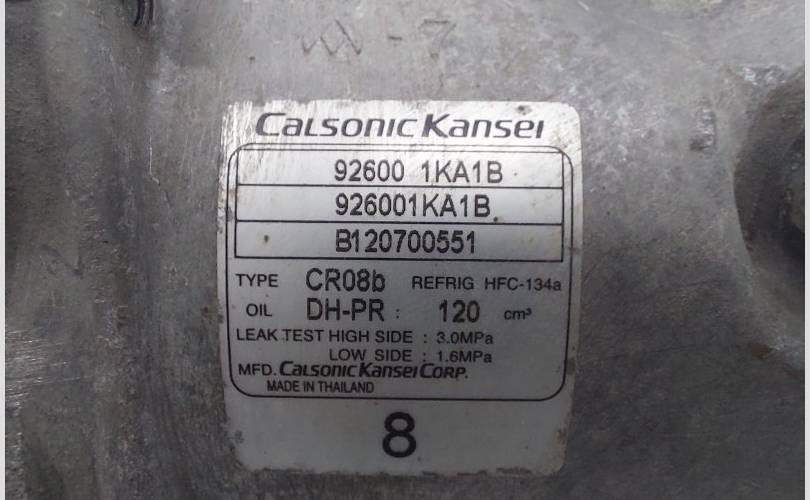 CALSONIC KANSEI
92600 1KA1B
926001KA1B
B120700551
TYPE CR08b REFRIG HFC-134a
OIL DH-PR : 120 cm³
LEAK TEST HIGH SIDE : 3.0MPa
LOW SIDE : 1.6MPa
MFD. CALSONIC KANSEI CORP.
MADE IN THAILAND
8